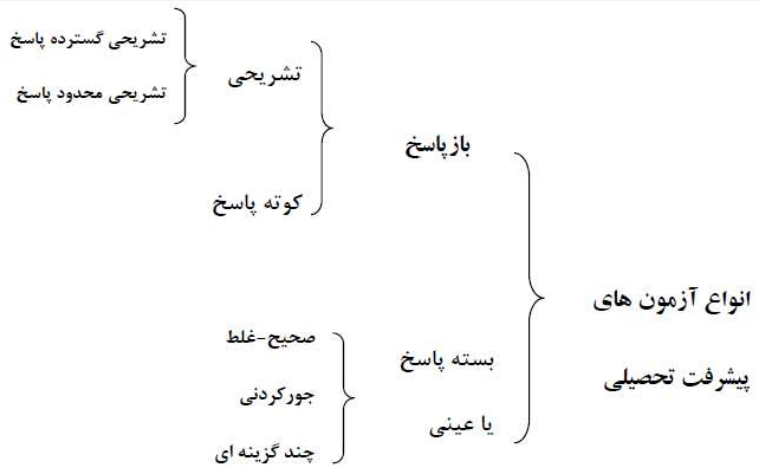 انواع آزمون های
پیشرفت تحصیلی
بازپاسخ
تشریحی
تشریحی گسترده پاسخ
تشریحی محدود پاسخ
کوته پاسخ
بسته پاسخ
یا عینی
صحیح-غلط
جورکردنی
چند گزینه ای